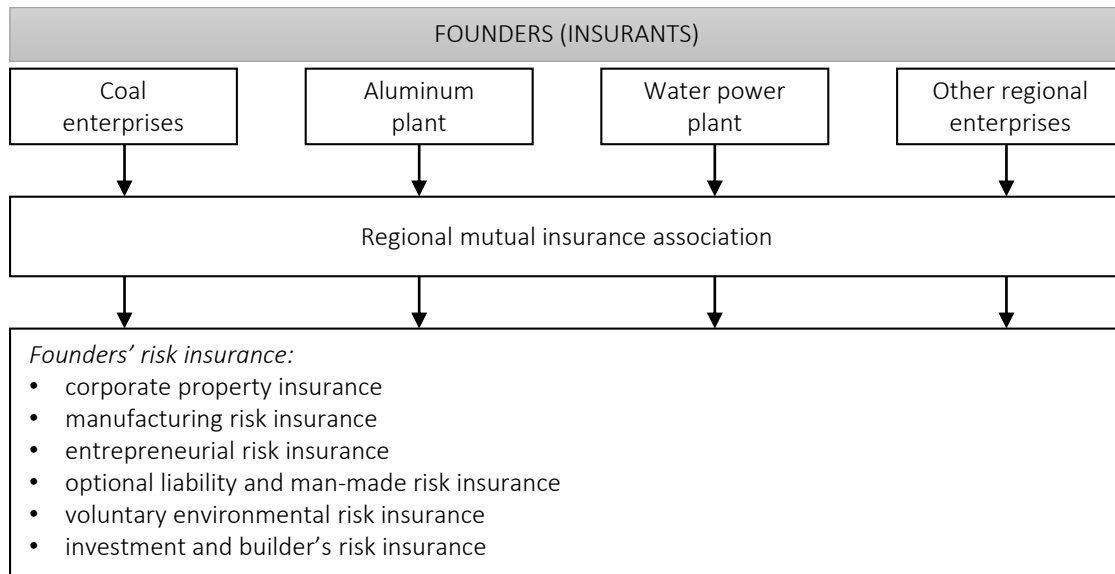 FOUNDERS (INSURANTS)
Coal
enterprises
Aluminum
plant
Water power
plant
Other regional
enterprises
Regional mutual insurance association
Founders’ risk insurance:
• corporate property insurance
• manufacturing risk insurance
• entrepreneurial risk insurance
• optional liability and man-made risk insurance
• voluntary environmental risk insurance
• investment and builder’s risk insurance